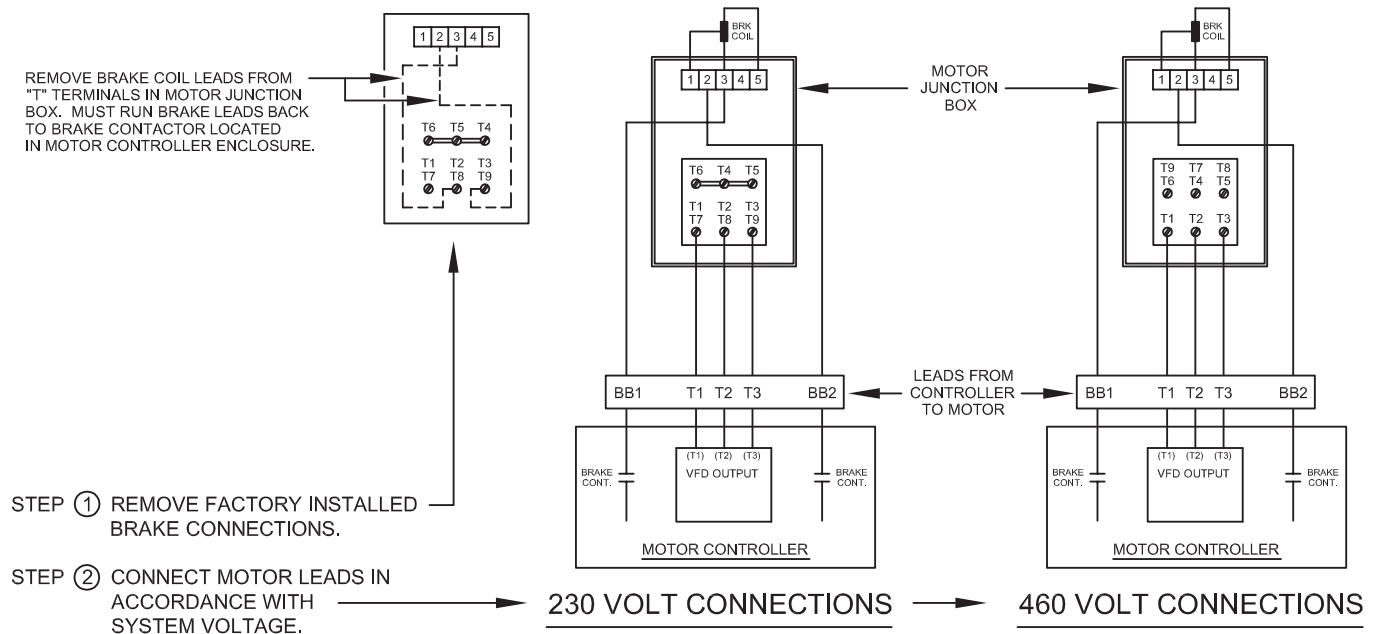 1 2 3 4 5
REMOVE BRAKE COIL LEADS FROM
"T" TERMINALS IN MOTOR JUNCTION
BOX. MUST RUN BRAKE LEADS BACK
TO BRAKE CONTACTOR LOCATED
IN MOTOR CONTROLLER ENCLOSURE.
T6 T5 T4
T1 T2 T3
T7 T8 T9
STEP 1 REMOVE FACTORY INSTALLED
BRAKE CONNECTIONS.
STEP 2 CONNECT MOTOR LEADS IN
ACCORDANCE WITH
SYSTEM VOLTAGE.
BRK
COIL
1 2 3 4 5
T6 T4 T5
T1 T2 T3
T7 T8 T9
BB1 T1 T2 T3 BB2
(T1) (T2) (T3)
BRAKE
CONT.
VFD OUTPUT
BRAKE
CONT.
MOTOR CONTROLLER
230 VOLT CONNECTIONS
MOTOR
JUNCTION
BOX
LEADS FROM
CONTROLLER
TO MOTOR
BRK
COIL
1 2 3 4 5
T9 T7 T8
T6 T4 T5
T1 T2 T3
BB1 T1 T2 T3 BB2
(T1) (T2) (T3)
BRAKE
CONT.
VFD OUTPUT
BRAKE
CONT.
MOTOR CONTROLLER
460 VOLT CONNECTIONS